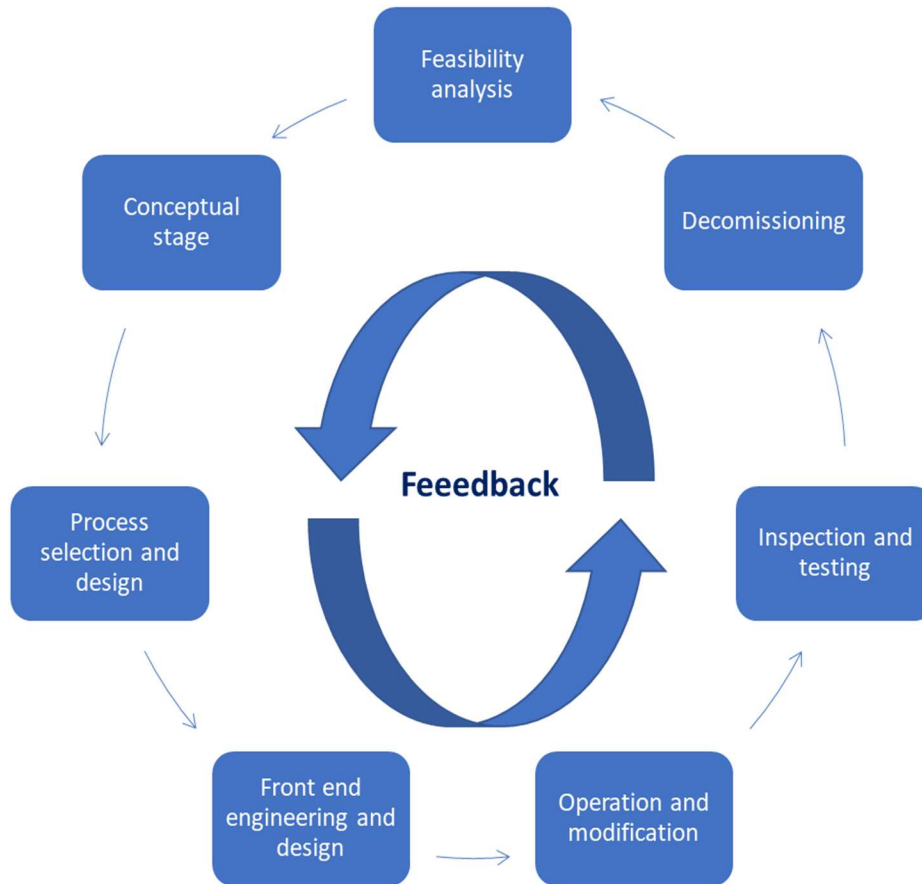 Feasibility
analysis
Conceptual
stage
Process
selection and
design
Front end
engineering and
design
Operation and
modification
Inspection and
testing
Decomissioning
Feeedback